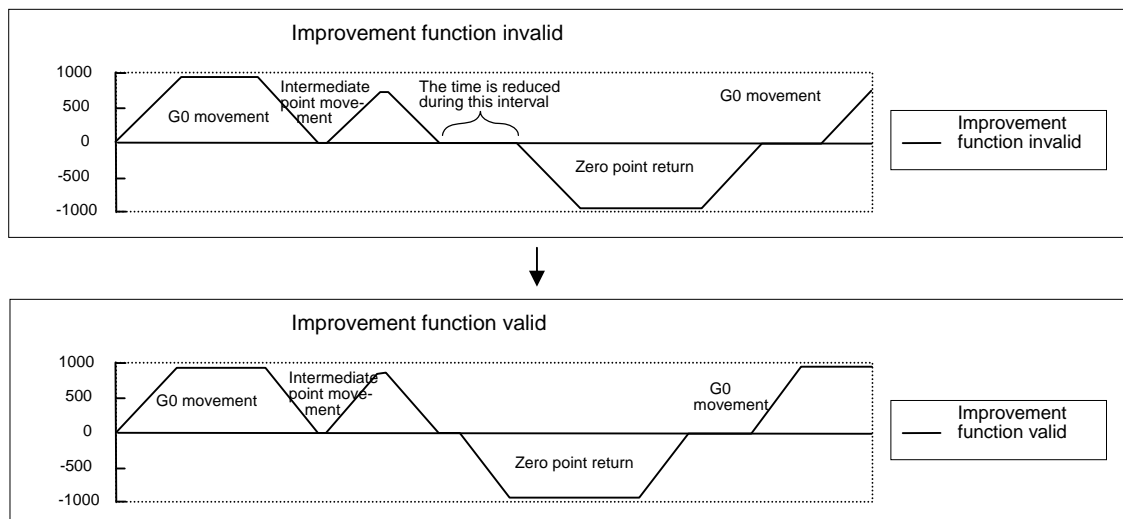 Improvement function invalid
1000
500
0
-500
-1000
G0 movement
Intermediate
point move-
ment
The time is reduced
during this interval
Zero point return
G0 movement
Improvement
function invalid
Improvement function valid
1000
500
0
-500
-1000
G0 movement
Intermediate
point move-
ment
Zero point return
G0
movement
Improvement
function valid